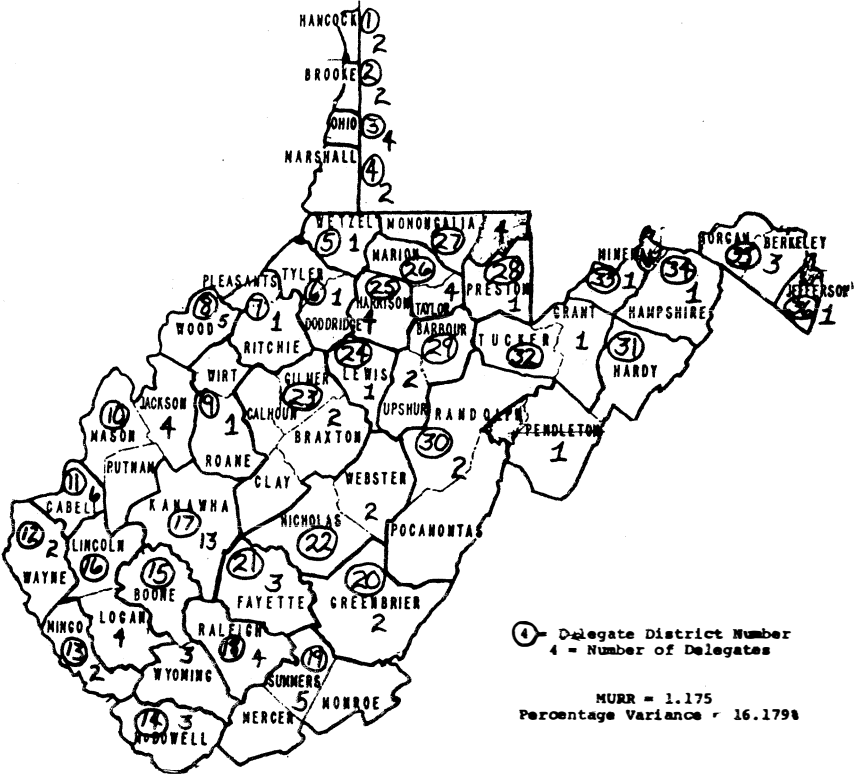 HANCOCK 1
2
BROOKE 2
2
OHIO 3
4
MARSHALL
4
2
WETZEL MONONGALIA 4
5 1 27
MARION
26
TYLER
PLEASANTS 6 1 25 4 28
8 7 HARRISON TAYLOR PRESTON
WOOD 5 1 DODDRIDGE 4 1
RITCHIE
BARBOUR
29
TUCKER
32
GRANT
1
MINERAL
33 1
34
1
HAMPSHIRE
MORGAN BERKELEY
35 3
JEFFERSON
36 1
31
HARDY
24
LEWIS
1
2
UPSHUR
WIRT GILMER
23
CALHOUN
2
BRAXTON
JACKSON
4
10
MASON
9
1
ROANE
RANDOLPH
30
2
PENDLETON
1
PUTNAM
CLAY
WEBSTER
2
11
6
CABELL
KANAWHA
17
13
NICHOLAS
22
POCAHONTAS
12
2
WAYNE
LINCOLN
16
15
BOONE
21
3
FAYETTE
20
GREENBRIER
2
MINGO
13
2
LOGAN
4
RALEIGH
18 4
3
WYOMING
19
SUMMERS
5
MONROE
MERCER
14 3
McDOWELL
4 = Delegate District Number
4 = Number of Delegates
MURR = 1.175
Percentage Variance = 16.179%